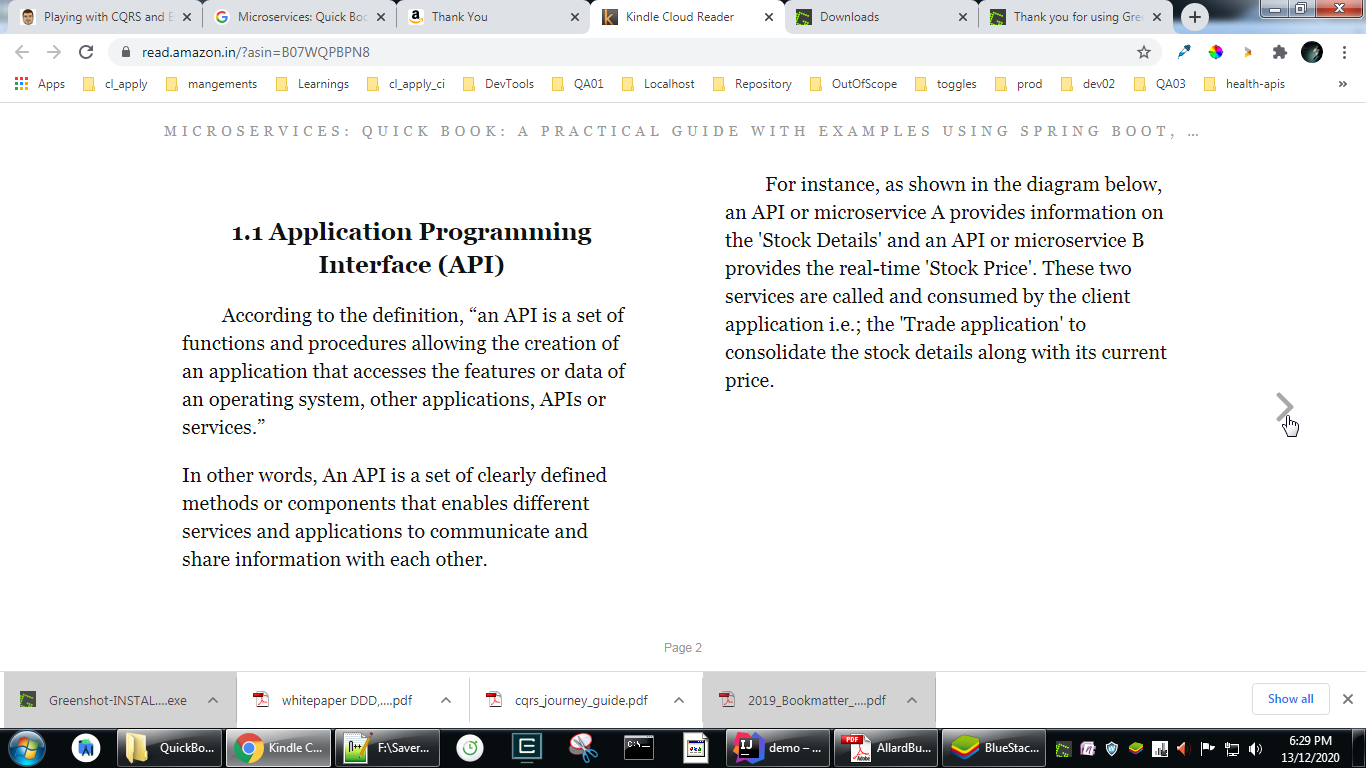 Playing with CQRS and E
Microservices: Quick Boo
Thank You
Kindle Cloud Reader
Downloads
Thank you for using Gre
read.amazon.in/?asin=B07WQPBPN8
Apps
cl_apply
mangements
Learnings
cl_apply_ci
DevTools
QA01
Localhost
Repository
OutOfScope
toggles
prod
dev02
QA03
health-apis
»
MICROSERVICES: QUICK BOOK: A PRACTICAL GUIDE WITH EXAMPLES USING SPRING BOOT, …
1.1 Application Programming
Interface (API)
According to the definition, “an API is a set of
functions and procedures allowing the creation of
an application that accesses the features or data of
an operating system, other applications, APIs or
services.”
In other words, An API is a set of clearly defined
methods or components that enables different
services and applications to communicate and
share information with each other.
For instance, as shown in the diagram below,
an API or microservice A provides information on
the 'Stock Details' and an API or microservice B
provides the real-time 'Stock Price'. These two
services are called and consumed by the client
application i.e.; the 'Trade application' to
consolidate the stock details along with its current
price.
Page 2
Greenshot-INSTAL....exe
whitepaper DDD,....pdf
cqrs_journey_guide.pdf
2019_Bookmatter_....pdf
Show all
QuickBo...
Kindle C...
F:\Saver...
demo – ...
AllardBu...
BlueStac...
6:29 PM
13/12/2020